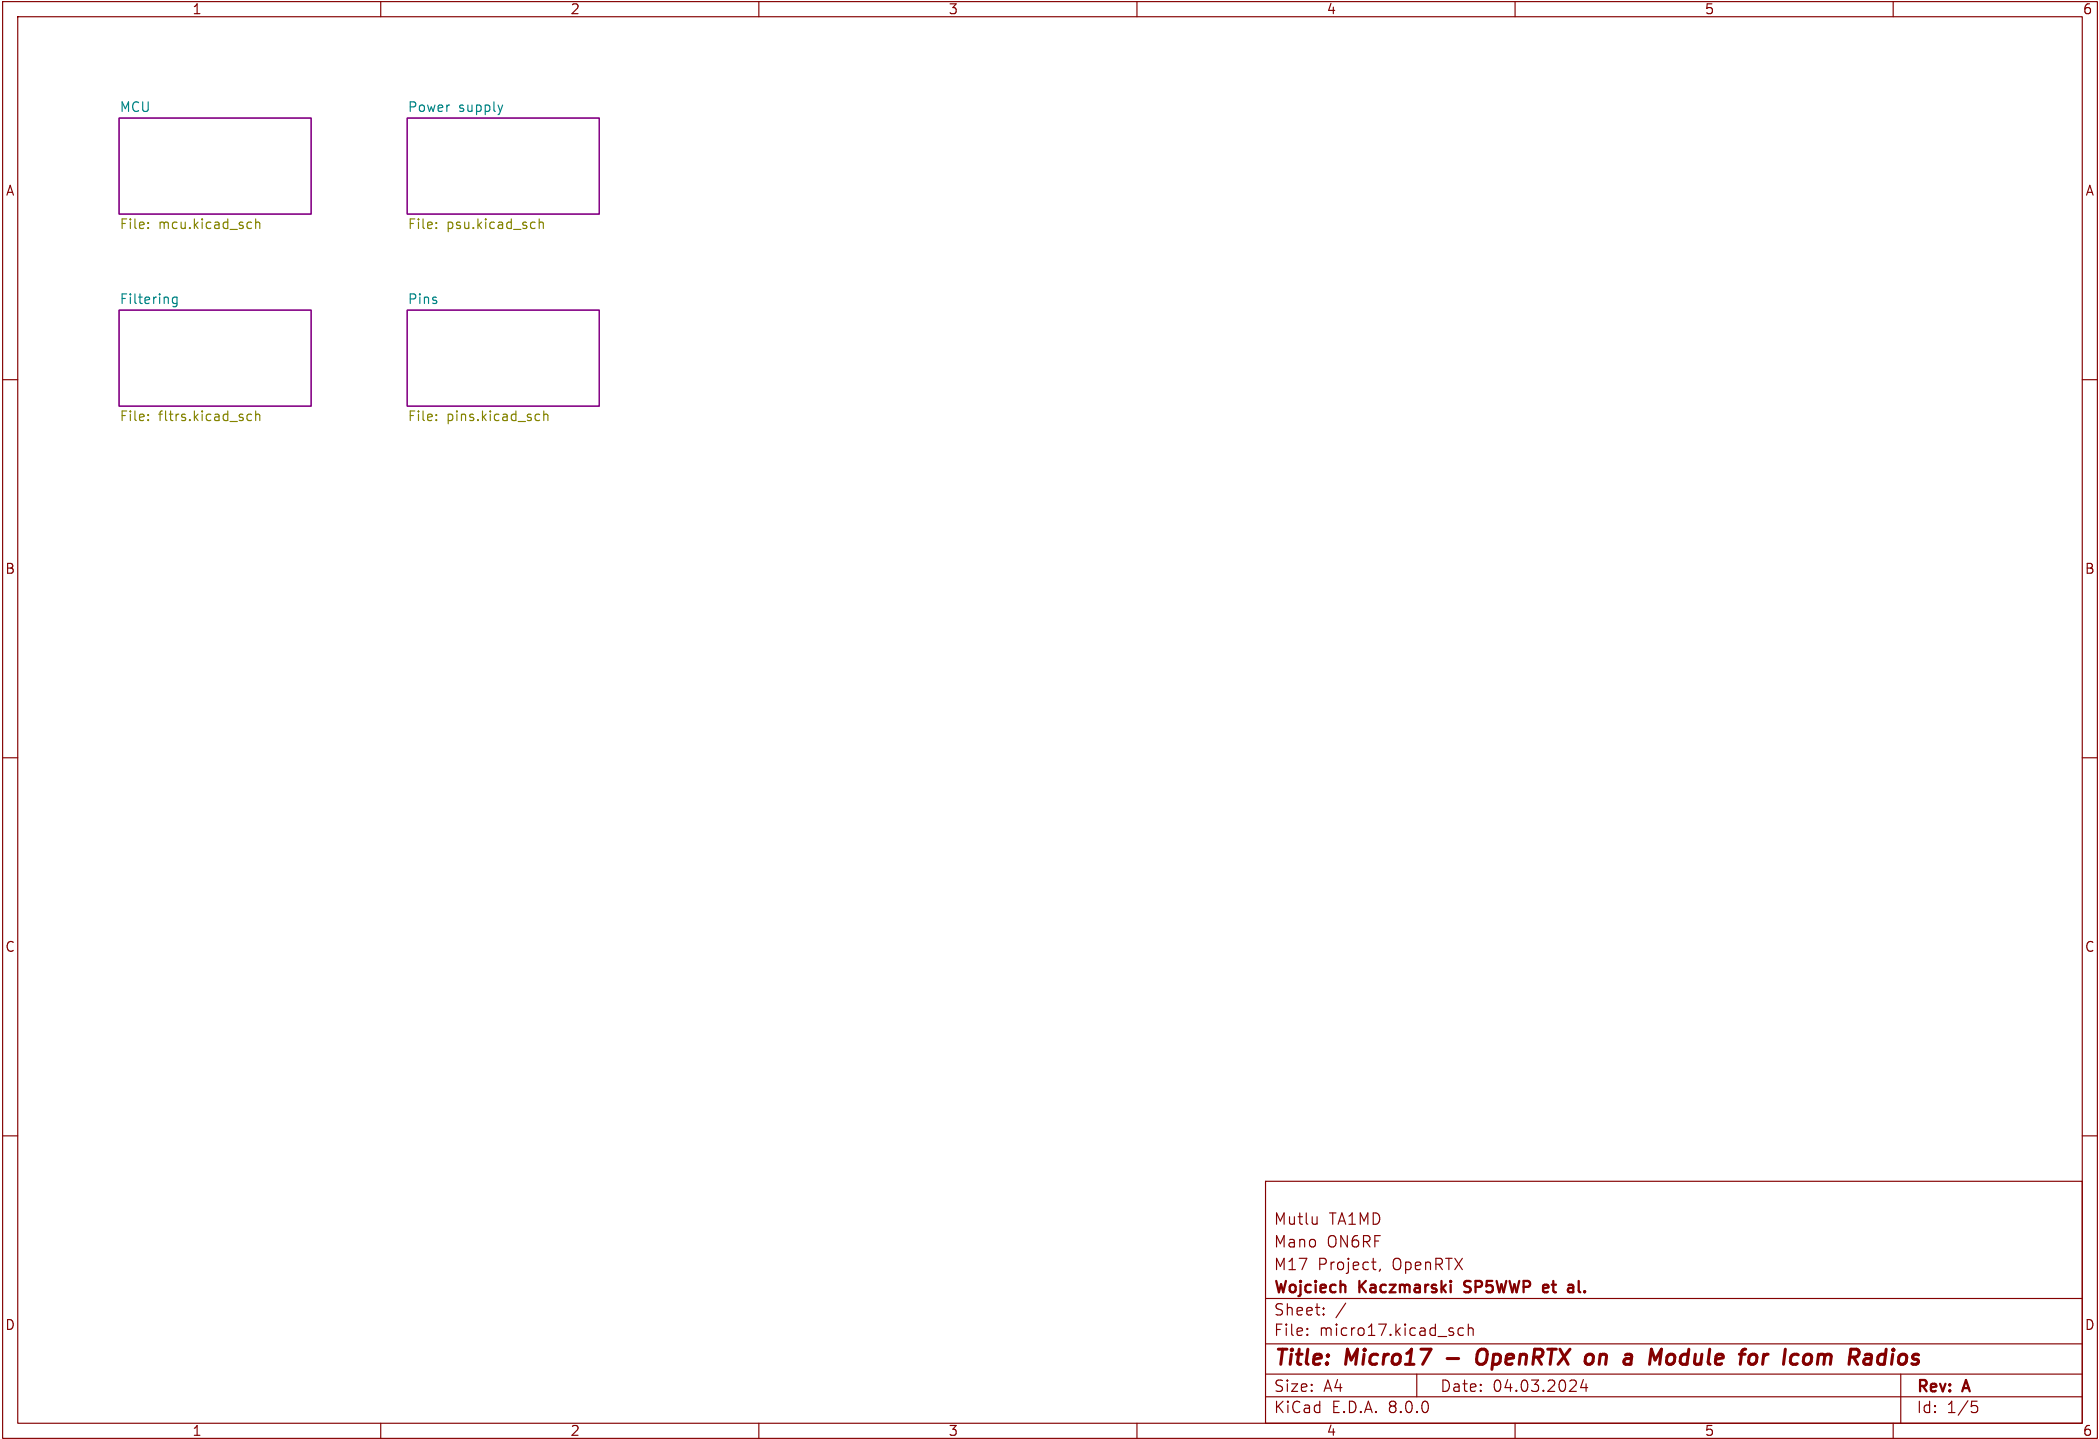 1 2 3 4 5 6
MCU Power supply
A A
File: mcu.kicad_sch File: psu.kicad_sch
Filtering Pins
File: fltrs.kicad_sch File: pins.kicad_sch
B B
C C
Mutlu TA1MD
Mano ON6RF
M17 Project, OpenRTX
Wojciech Kaczmarski SP5WWP et al.
Sheet: /
D D
File: micro17.kicad_sch
Title: Micro17 – OpenRTX on a Module for Icom Radios
Size: A4 Date: 04.03.2024 Rev: A
KiCad E.D.A. 8.0.0 Id: 1/5
1 2 3 4 5 6